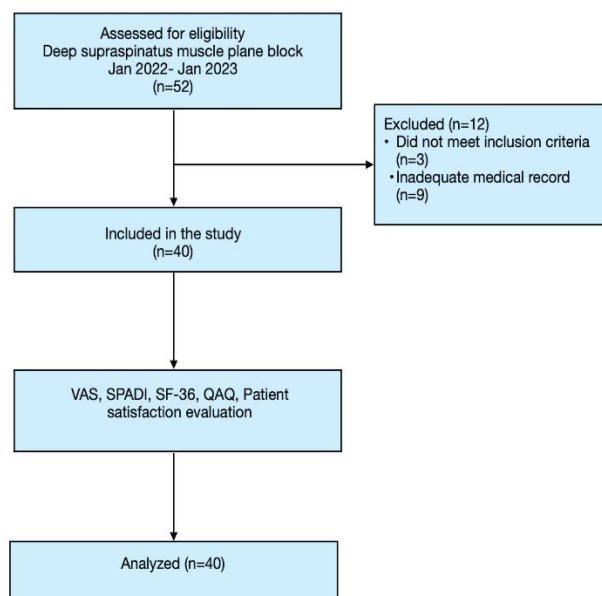 Assessed for eligibility
Deep supraspinatus muscle plane block
Jan 2022- Jan 2023
(n=52)
Excluded (n=12)
• Did not meet inclusion criteria
(n=3)
•Inadequate medical record
(n=9)
Included in the study
(n=40)
VAS, SPADI, SF-36, QAQ, Patient
satisfaction evaluation
Analyzed (n=40)